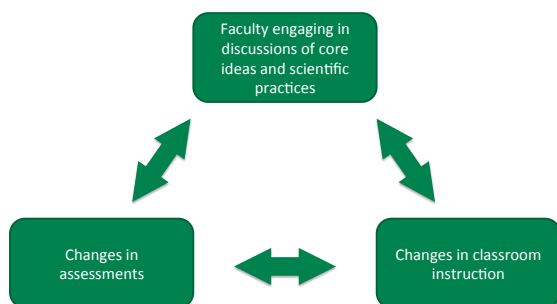 Faculty engaging in
discussions of core
ideas and scientific
practices
Changes in
assessments
Changes in classroom
instruction